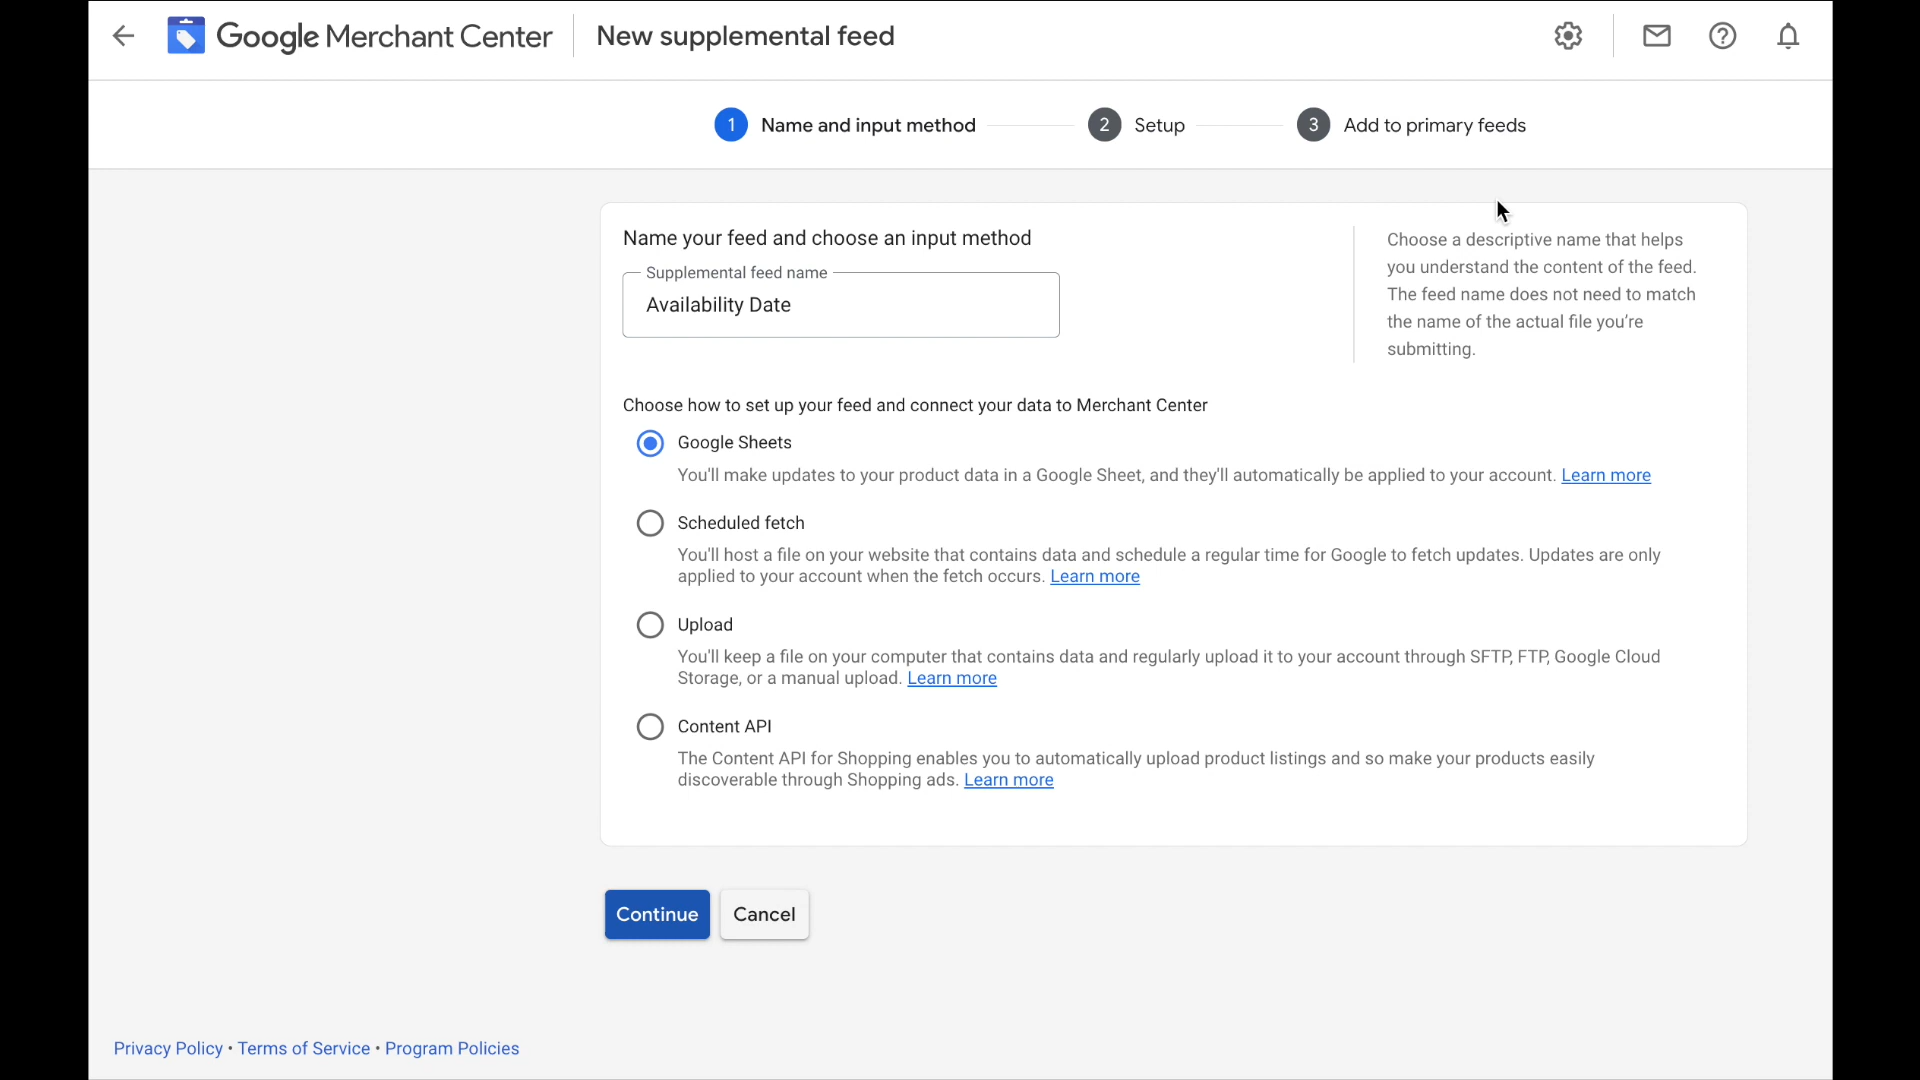 Google Merchant Center
New supplemental feed
1 Name and input method
2 Setup
3 Add to primary feeds
Name your feed and choose an input method
Supplemental feed name
Availability Date
Choose a descriptive name that helps
you understand the content of the feed.
The feed name does not need to match
the name of the actual file you’re
submitting.
Choose how to set up your feed and connect your data to Merchant Center
Google Sheets
You'll make updates to your product data in a Google Sheet, and they'll automatically be applied to your account. Learn more
Scheduled fetch
You'll host a file on your website that contains data and schedule a regular time for Google to fetch updates. Updates are only
applied to your account when the fetch occurs. Learn more
Upload
You'll keep a file on your computer that contains data and regularly upload it to your account through SFTP, FTP, Google Cloud
Storage, or a manual upload. Learn more
Content API
The Content API for Shopping enables you to automatically upload product listings and so make your products easily
discoverable through Shopping ads. Learn more
Continue
Cancel
Privacy Policy • Terms of Service • Program Policies